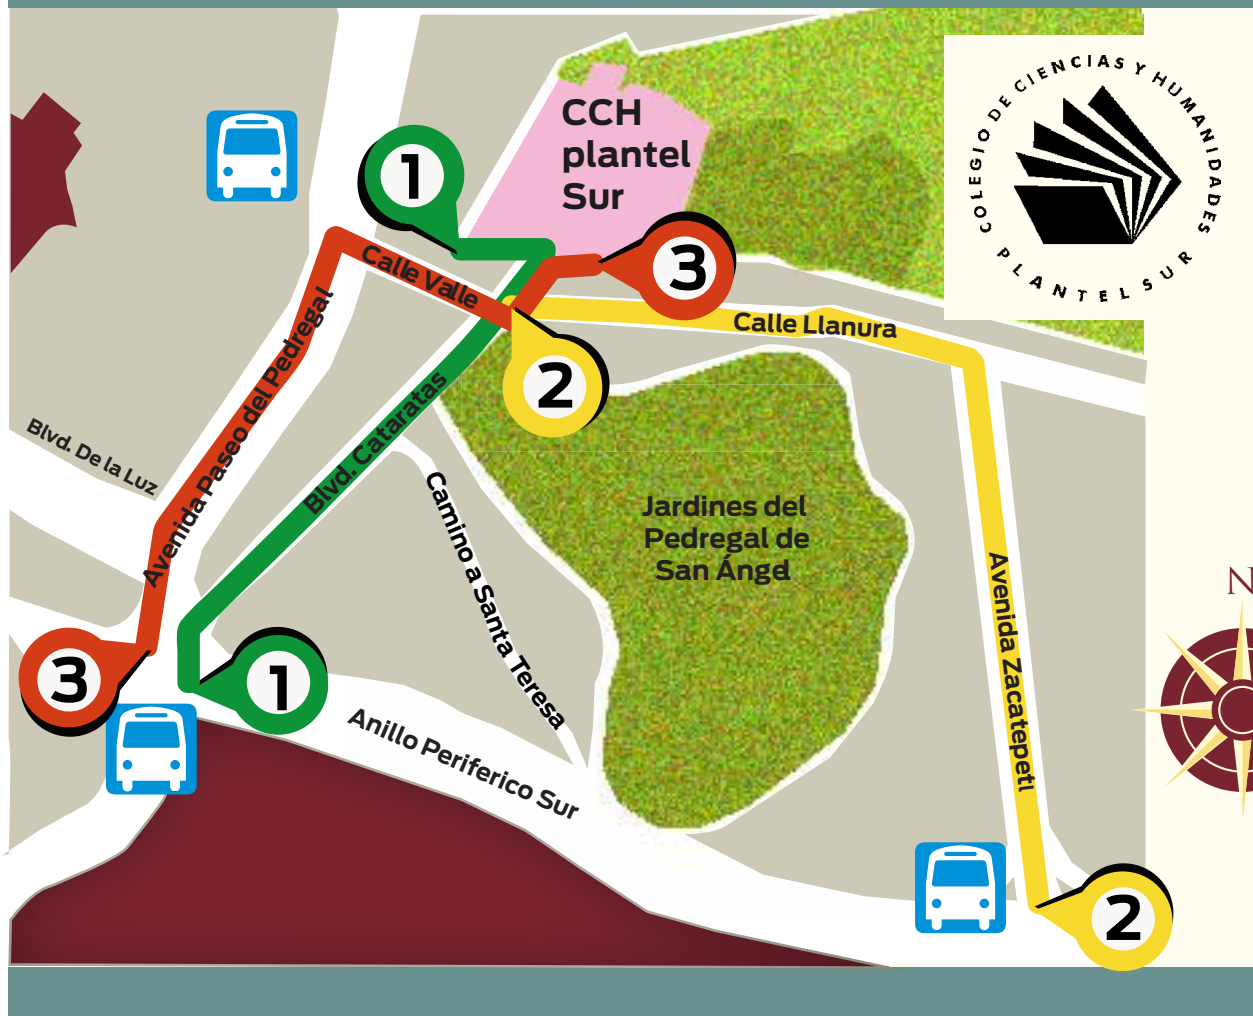 COLEGIO DE CIENCIAS Y HUMANIDADES
PLANTEL SUR
CCH
plantel
Sur
1
3
Calle Valle
2
Calle Llanura
Avenida Paseo del Pedregal
Blvd. Cataratas
Blvd. De la Luz
Camino a Santa Teresa
Jardines del
Pedregal de
San Ángel
Avenida Zacatepetl
N
3
1
Anillo Periferico Sur
2